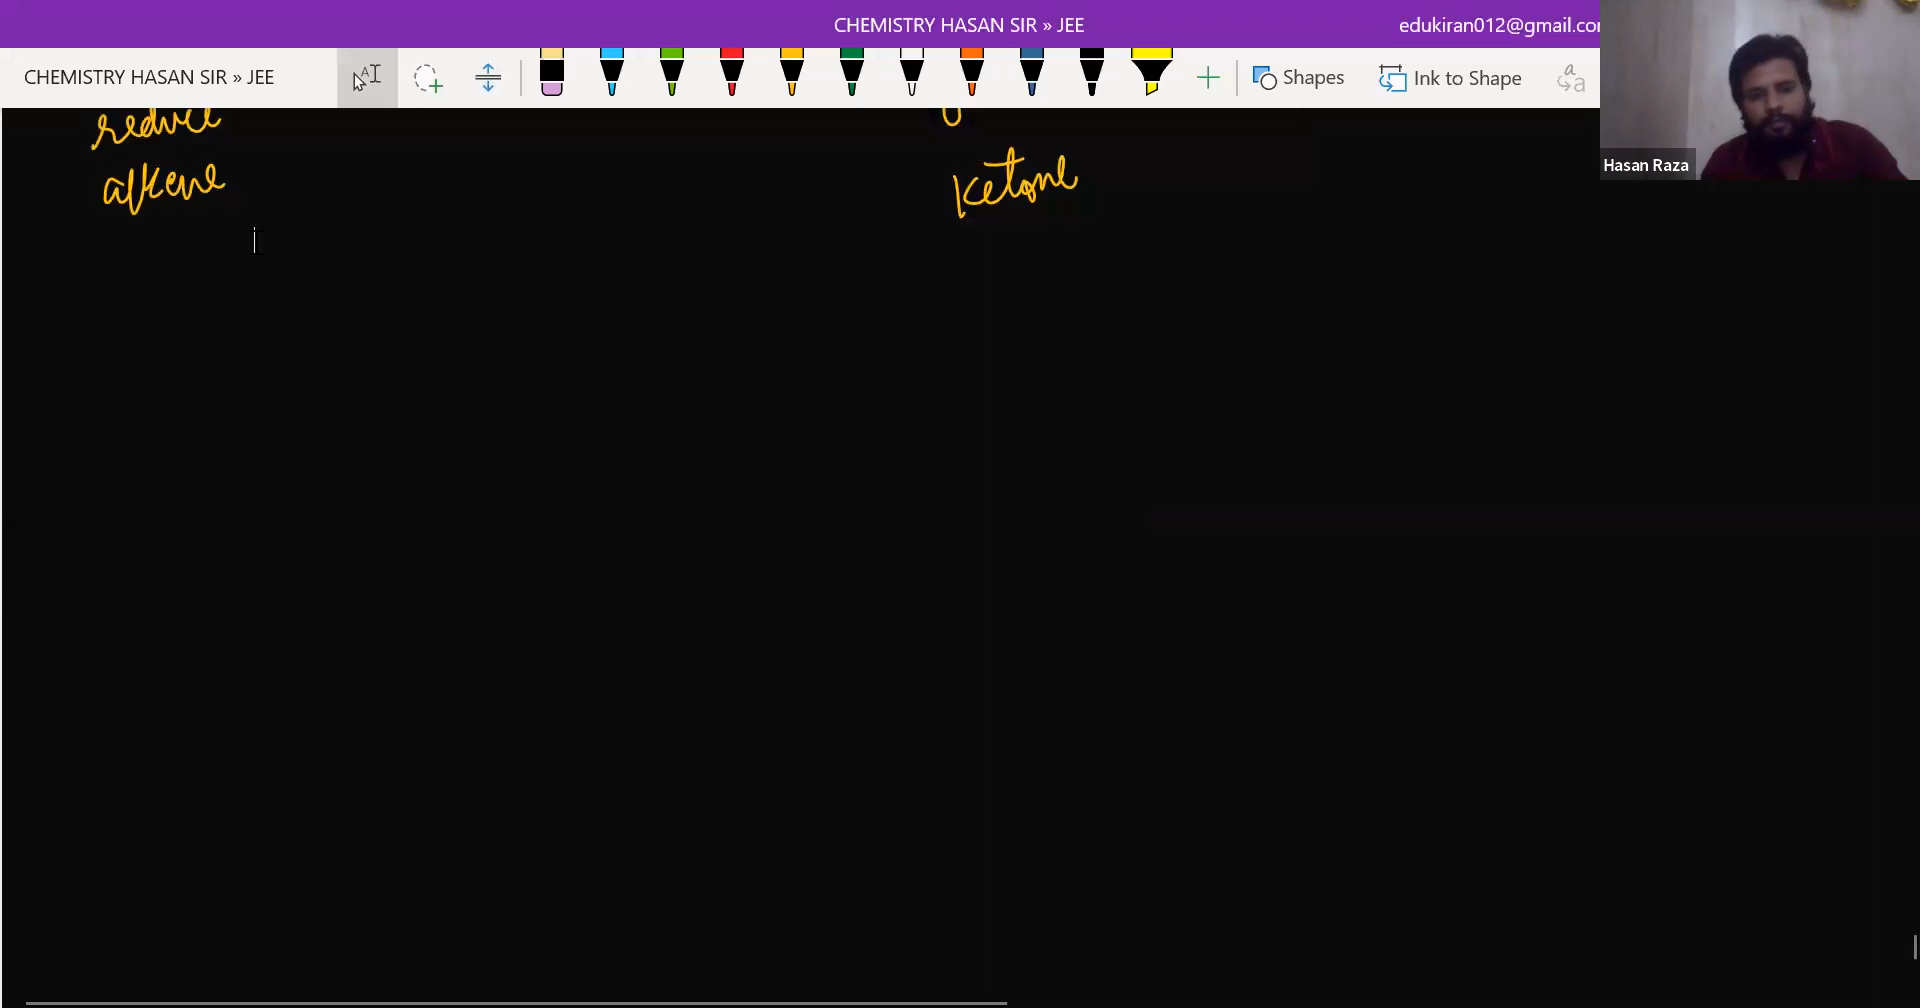 CHEMISTRY HASAN SIR » JEE
edukiran012@gmail.co
CHEMISTRY HASAN SIR » JEE
Shapes
Ink to Shape
Hasan Raza
reduce
alkene
Ketone